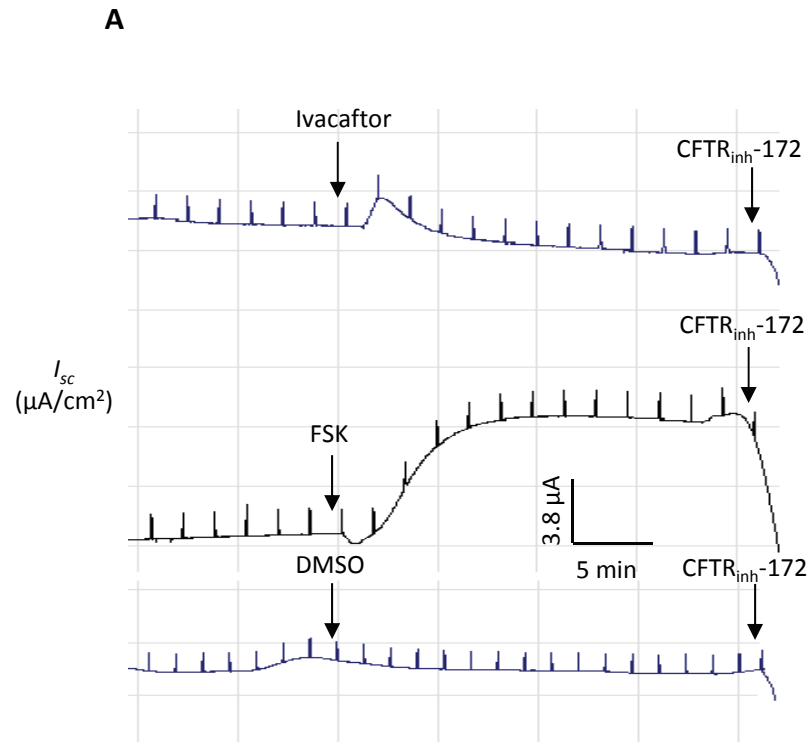 A
Ivacaftor
CFTRinh-172
CFTRinh-172
Isc
(µA/cm²)
FSK
3.8 µA
5 min
DMSO
CFTRinh-172